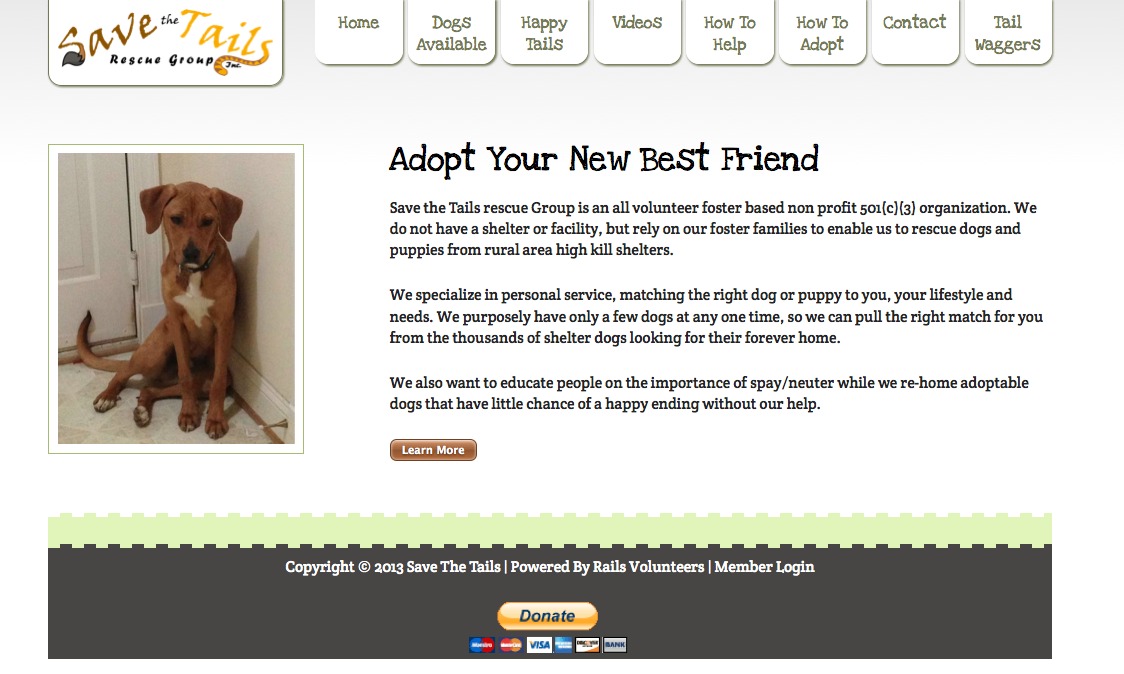 Save the Tails
Rescue Group Inc.
Home
Dogs
Available
Happy
Tails
Videos
How To
Help
How To
Adopt
Contact
Tail
Waggers
Adopt Your New Best Friend
Save the Tails rescue Group is an all volunteer foster based non profit 501(c)(3) organization. We
do not have a shelter or facility, but rely on our foster families to enable us to rescue dogs and
puppies from rural area high kill shelters.
We specialize in personal service, matching the right dog or puppy to you, your lifestyle and
needs. We purposely have only a few dogs at any one time, so we can pull the right match for you
from the thousands of shelter dogs looking for their forever home.
We also want to educate people on the importance of spay/neuter while we re-home adoptable
dogs that have little chance of a happy ending without our help.
Learn More
Copyright © 2013 Save The Tails | Powered By Rails Volunteers | Member Login
Donate
Maestro MasterCard VISA DISCOVER BANK